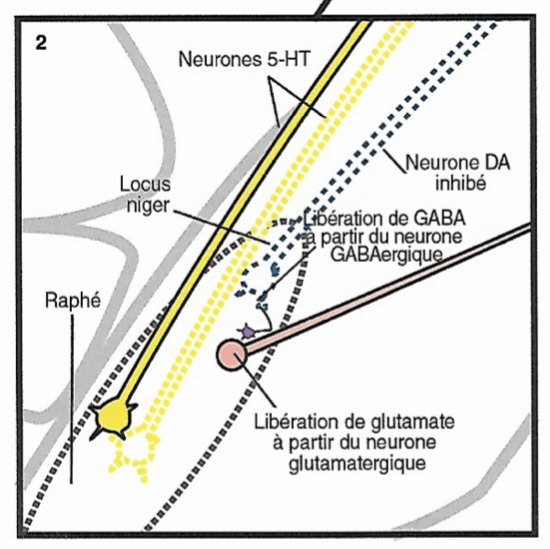 2
Neurones 5-HT
Neurone DA
inhibé
Locus
niger
Libération de GABA
à partir du neurone
GABAergique
Raphé
Libération de glutamate
à partir du neurone
glutamatergique